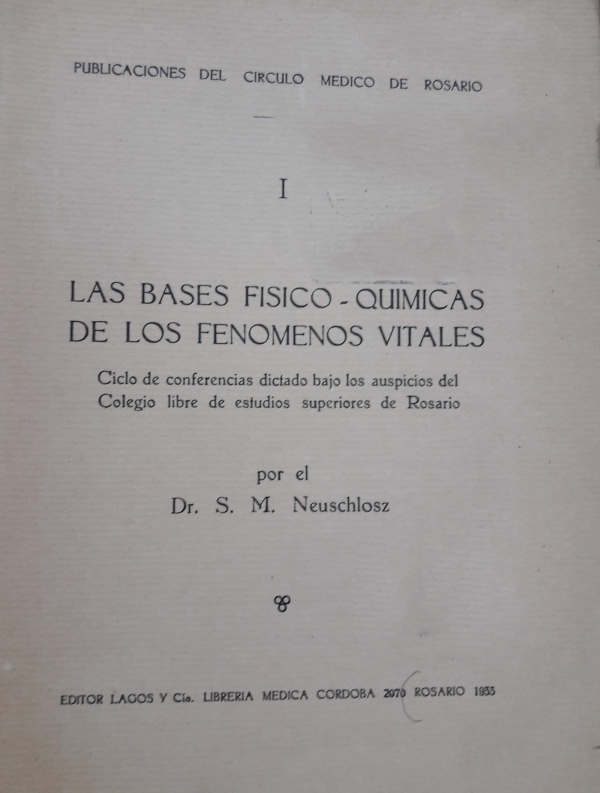 PUBLICACIONES DEL CIRCULO MEDICO DE ROSARIO
I
LAS BASES FISICO - QUIMICAS
DE LOS FENOMENOS VITALES
Ciclo de conferencias dictado bajo los auspicios del
Colegio libre de estudios superiores de Rosario
por el
Dr. S. M. Neuschlosz
EDITOR LAGOS Y Cía. LIBRERIA MEDICA CORDOBA 2970 ROSARIO 1933